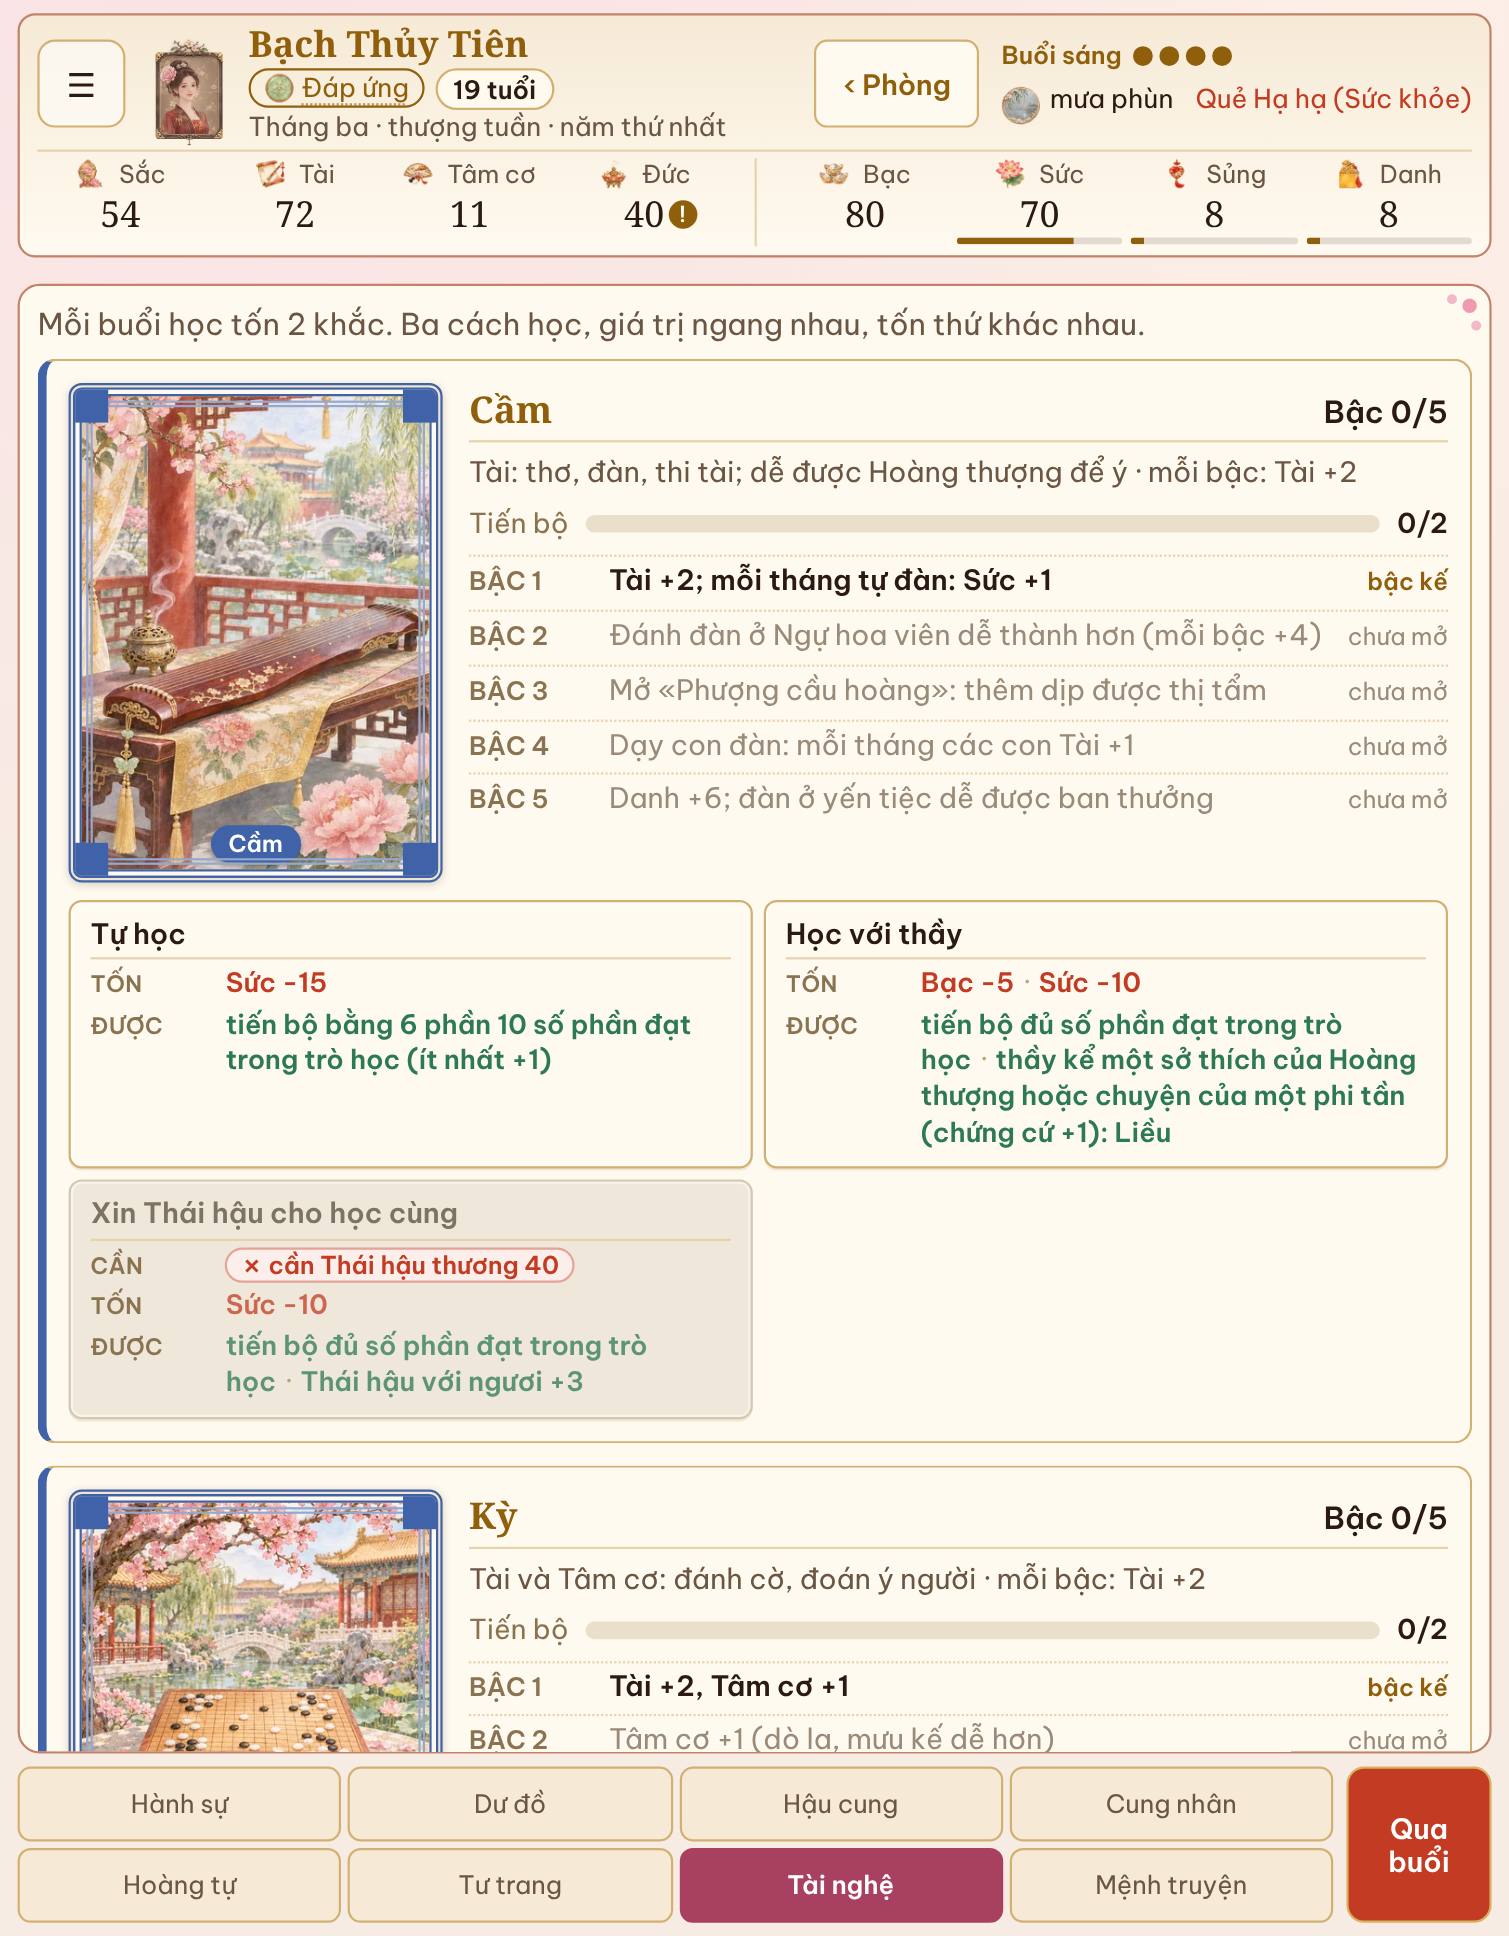 ☰
Bạch Thủy Tiên
Đáp ứng
19 tuổi
Tháng ba · thượng tuần · năm thứ nhất
‹ Phòng
Buổi sáng
mưa phùn Quẻ Hạ hạ (Sức khỏe)
Sắc
54
Tài
72
Tâm cơ
11
Đức
40 !
Bạc
80
Sức
70
Sủng
8
Danh
8
Mỗi buổi học tốn 2 khắc. Ba cách học, giá trị ngang nhau, tốn thứ khác nhau.
Cầm
Cầm Bậc 0/5
Tài: thơ, đàn, thi tài; dễ được Hoàng thượng để ý · mỗi bậc: Tài +2
Tiến bộ 0/2
BẬC 1 Tài +2; mỗi tháng tự đàn: Sức +1 bậc kế
BẬC 2 Đánh đàn ở Ngự hoa viên dễ thành hơn (mỗi bậc +4) chưa mở
BẬC 3 Mở «Phượng cầu hoàng»: thêm dịp được thị tẩm chưa mở
BẬC 4 Dạy con đàn: mỗi tháng các con Tài +1 chưa mở
BẬC 5 Danh +6; đàn ở yến tiệc dễ được ban thưởng chưa mở
Tự học
TỐN Sức -15
ĐƯỢC tiến bộ bằng 6 phần 10 số phần đạt
trong trò học (ít nhất +1)
Học với thầy
TỐN Bạc -5 · Sức -10
ĐƯỢC tiến bộ đủ số phần đạt trong trò
học · thầy kể một sở thích của Hoàng
thượng hoặc chuyện của một phi tần
(chứng cứ +1): Liều
Xin Thái hậu cho học cùng
CẦN × cần Thái hậu thương 40
TỐN Sức -10
ĐƯỢC tiến bộ đủ số phần đạt trong trò
học · Thái hậu với ngươi +3
Kỳ Bậc 0/5
Tài và Tâm cơ: đánh cờ, đoán ý người · mỗi bậc: Tài +2
Tiến bộ 0/2
BẬC 1 Tài +2, Tâm cơ +1 bậc kế
BẬC 2 Tâm cơ +1 (dò la, mưu kế dễ hơn) chưa mở
Hành sự
Dư đồ
Hậu cung
Cung nhân
Qua
buổi
Hoàng tự
Tư trang
Tài nghệ
Mệnh truyện